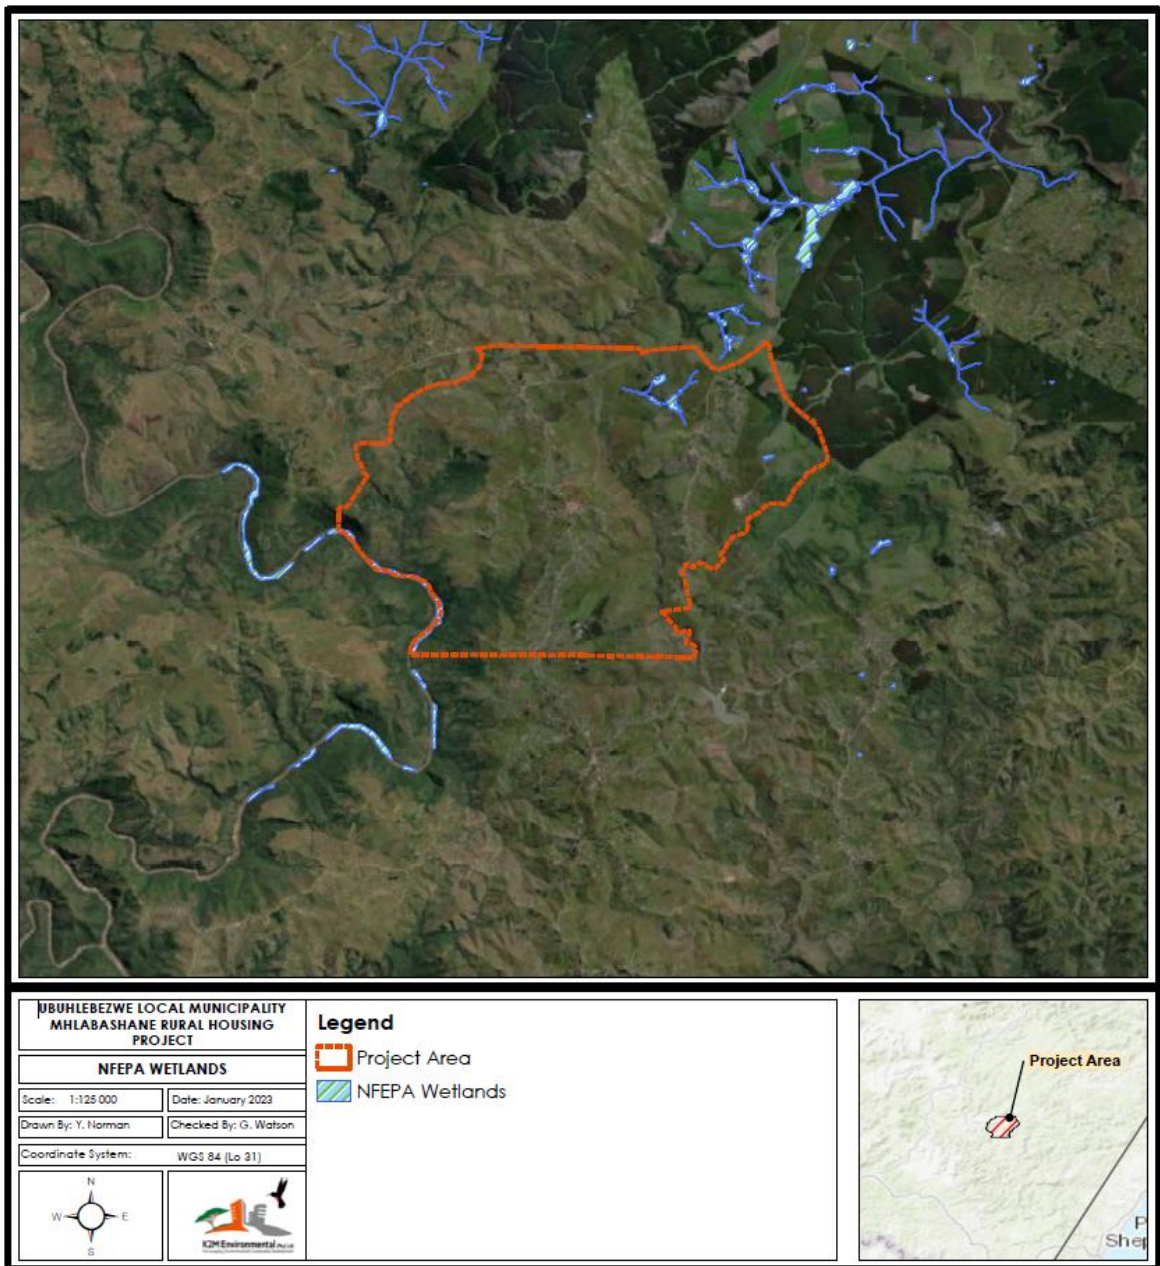 UBUHLEBEZWE LOCAL MUNICIPALITY
MHLABASHANE RURAL HOUSING
PROJECT
NFEPA WETLANDS
Scale: 1:125 000
Date: January 2023
Drawn By: Y. Norman
Checked By: G. Watson
Coordinate System: WGS 84 (Lo 31)
N
W
E
S
K2M Environmental (Pty) Ltd
Legend
Project Area
NFEPA Wetlands
Project Area
P
Shep